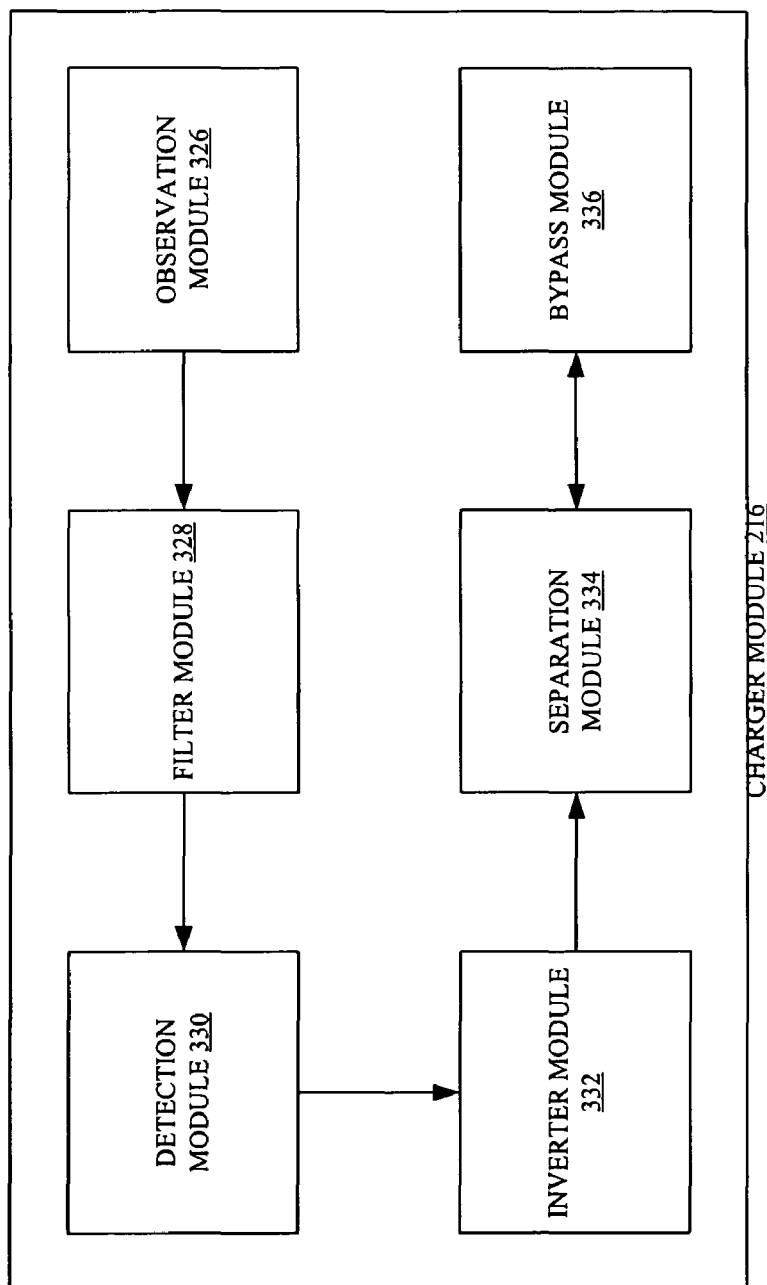 OBSERVATION
MODULE 326
FILTER MODULE 328
DETECTION
MODULE 330
BYPASS MODULE
336
SEPARATION
MODULE 334
INVERTER MODULE
332
CHARGER MODULE 216